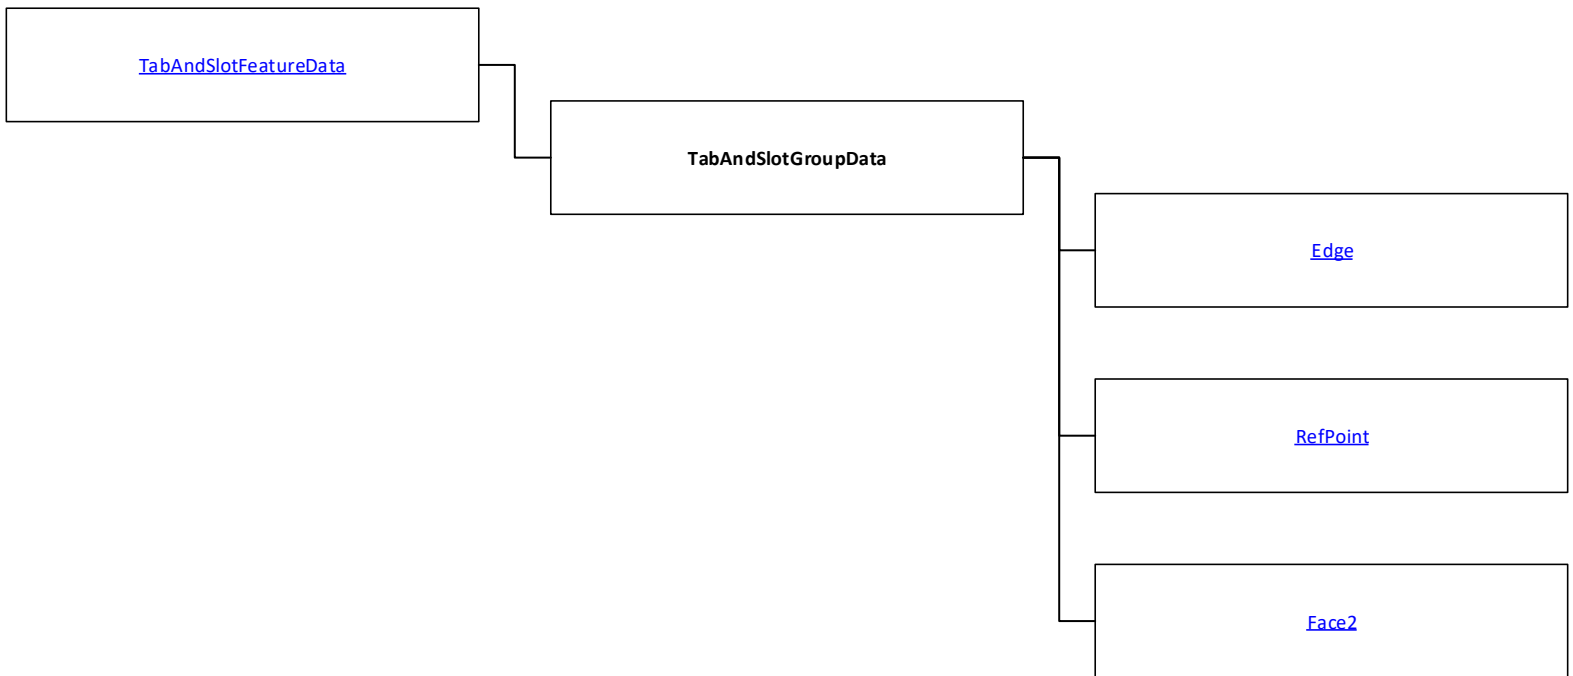 TabAndSlotFeatureData
TabAndSlotGroupData
Edge
RefPoint
Face2